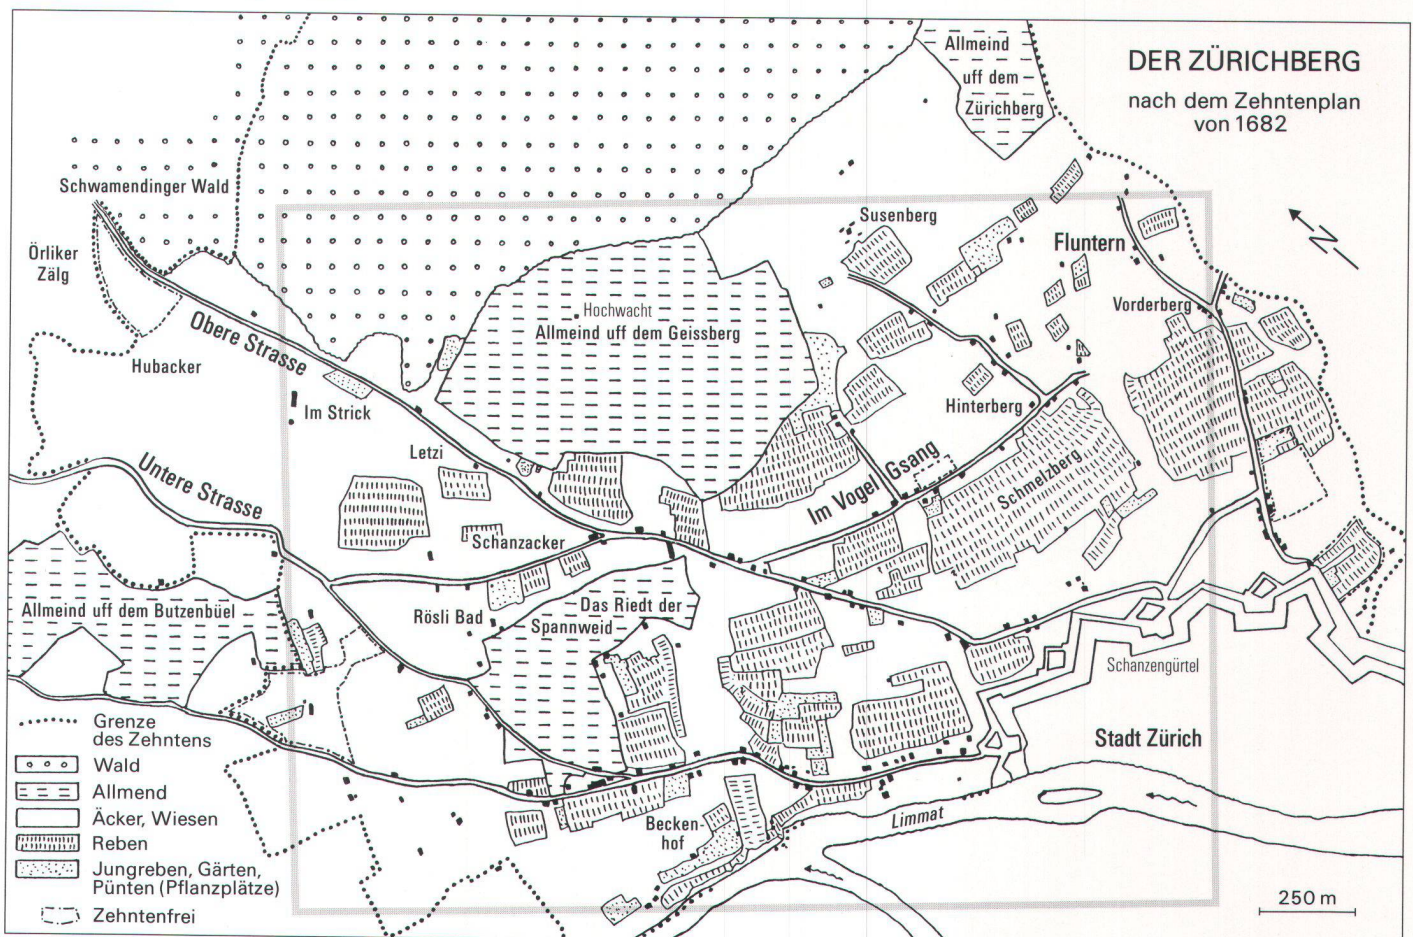 DER ZÜRICHBERG
nach dem Zehntenplan
von 1682
Allmeind
uff dem
Zürichberg
Schwamendinger Wald
Örliker
Zälg
Hubacker
Obere Strasse
Im Strick
Letzi
Untere Strasse
Schanzacker
Rösli Bad
Allmeind uff dem Butzenbüel
Hochwacht
Allmeind uff dem Geissberg
Susenberg
Fluntern
Vorderberg
Hinterberg
Im Vogel Gsang
Schmelzberg
Das Riedt der
Spannweid
Schanzengürtel
Stadt Zürich
Limmat
Becken-
hof
N
Grenze
des Zehntens
Wald
Allmend
Äcker, Wiesen
Reben
Jungreben, Gärten,
Pünten (Pflanzplätze)
Zehntenfrei
250 m